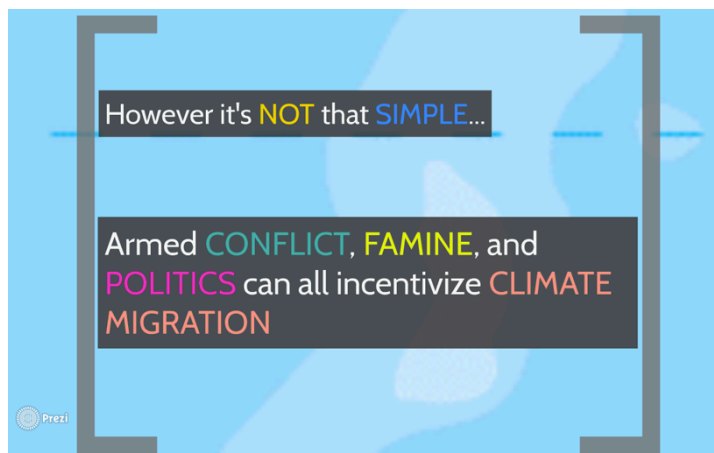 However it's NOT that SIMPLE...
Armed CONFLICT, FAMINE, and
POLITICS can all incentivize CLIMATE
MIGRATION
Prezi